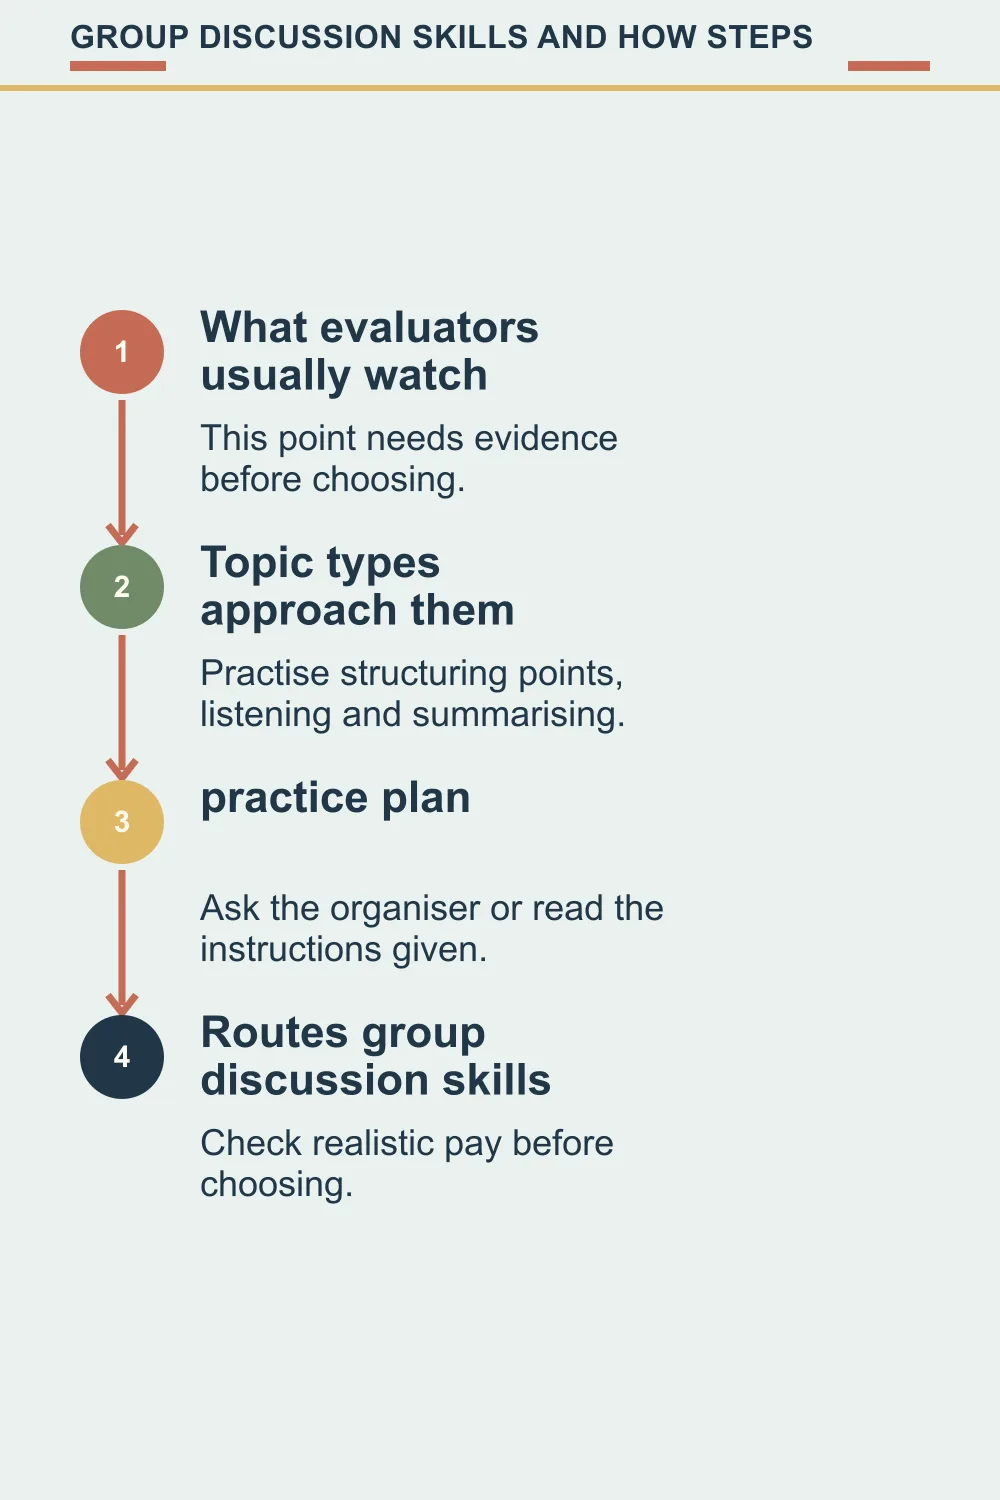 GROUP DISCUSSION SKILLS AND HOW STEPS
1
What evaluators
usually watch
This point needs evidence
before choosing.
2
Topic types
approach them
Practise structuring points,
listening and summarising.
3
practice plan
Ask the organiser or read the
instructions given.
4
Routes group
discussion skills
Check realistic pay before
choosing.